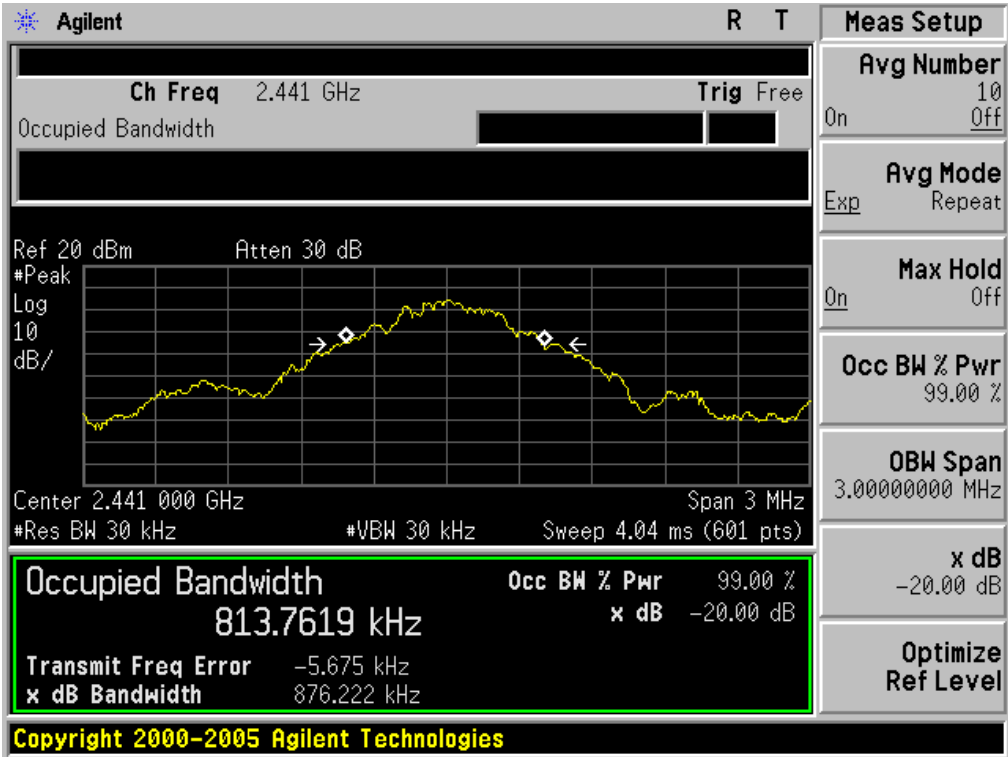 Agilent R T
Ch Freq 2.441 GHz Trig Free
Occupied Bandwidth
Ref 20 dBm Atten 30 dB
#Peak
Log
10
dB/
Center 2.441 000 GHz Span 3 MHz
#Res BW 30 kHz #VBW 30 kHz Sweep 4.04 ms (601 pts)
Occupied Bandwidth Occ BW % Pwr 99.00 %
813.7619 kHz x dB -20.00 dB
Transmit Freq Error -5.675 kHz
x dB Bandwidth 876.222 kHz
Copyright 2000-2005 Agilent Technologies
Meas Setup
Avg Number
10
On Off
Avg Mode
Exp Repeat
Max Hold
On Off
Occ BW % Pwr
99.00 %
OBW Span
3.00000000 MHz
x dB
-20.00 dB
Optimize
Ref Level